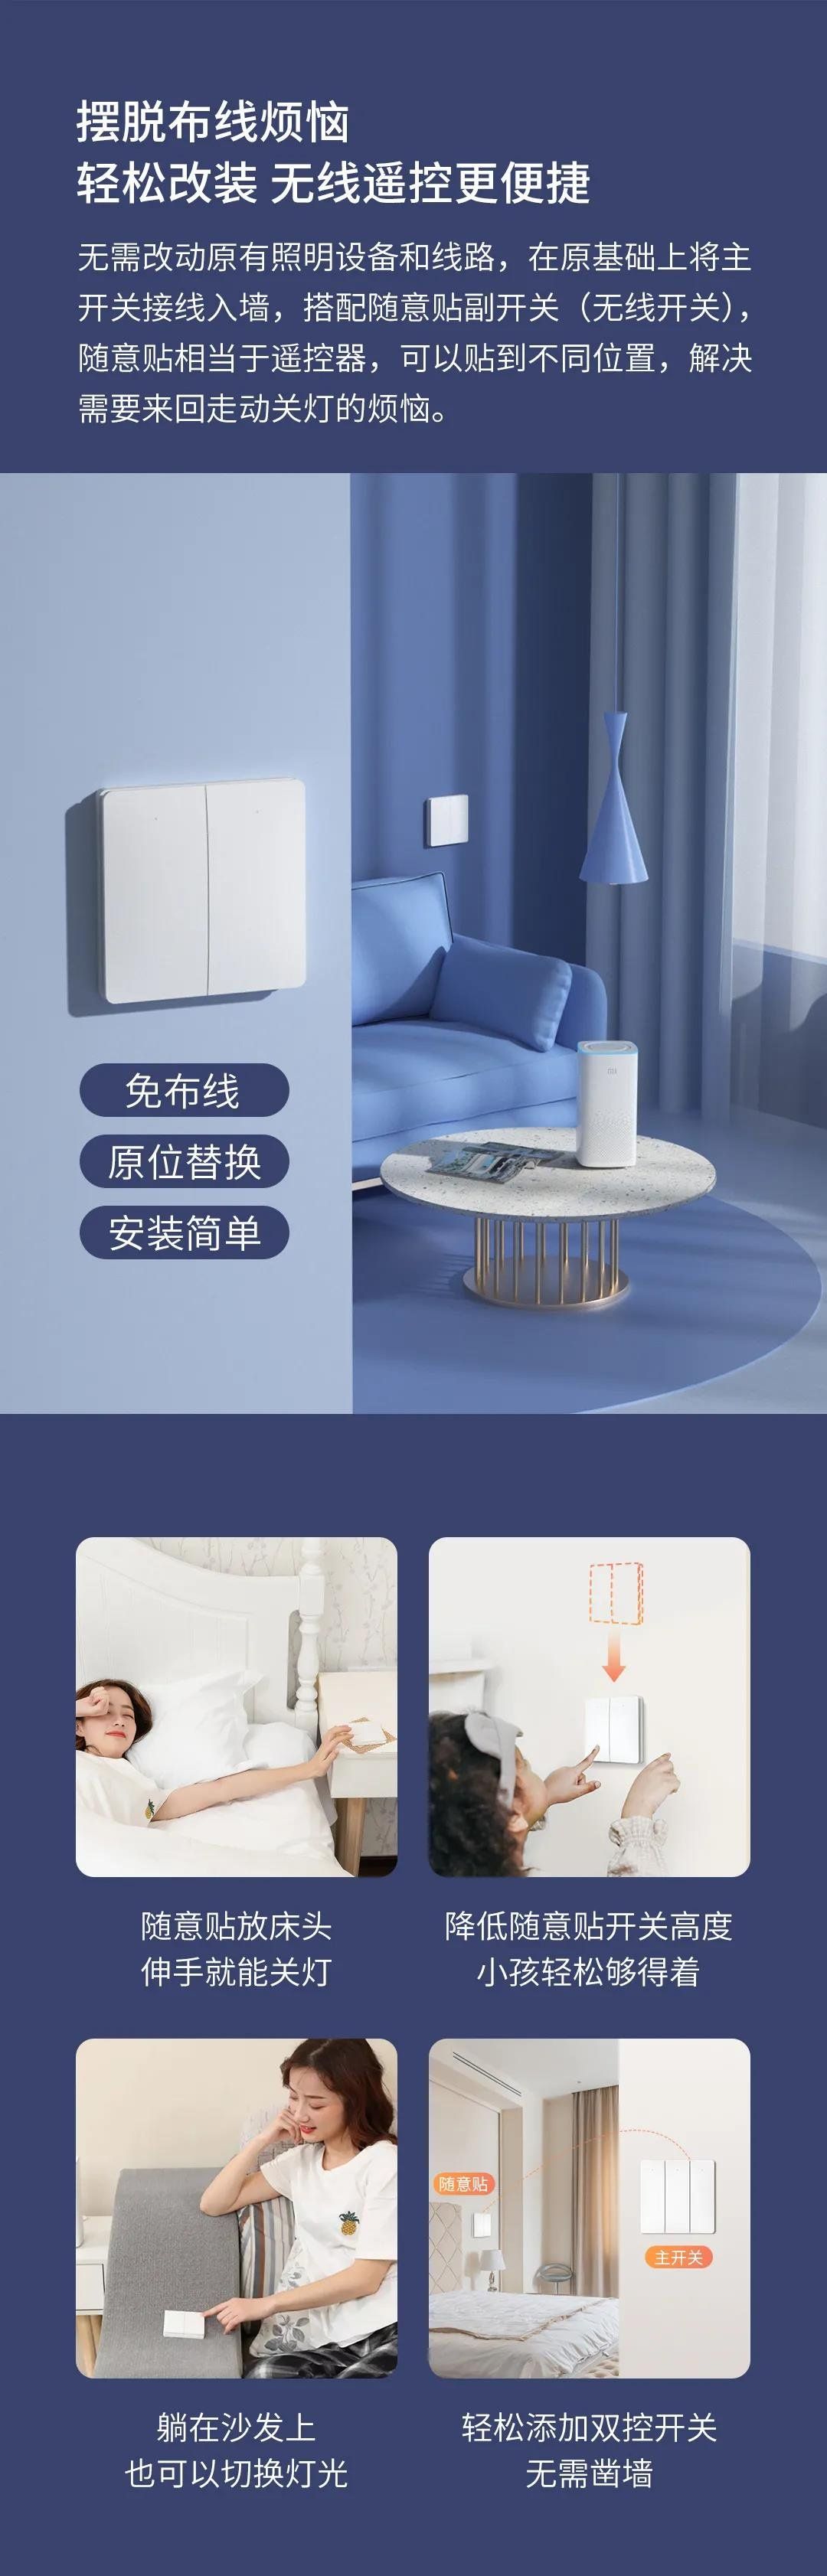 摆脱布线烦恼
轻松改装 无线遥控更便捷
无需改动原有照明设备和线路，在原基础上将主
开关接线入墙，搭配随意贴副开关（无线开关），
随意贴相当于遥控器，可以贴到不同位置，解决
需要来回走动关灯的烦恼。
免布线
原位替换
安装简单
mi
随意贴放床头
伸手就能关灯
降低随意贴开关高度
小孩轻松够得着
随意贴
主开关
躺在沙发上
也可以切换灯光
轻松添加双控开关
无需凿墙